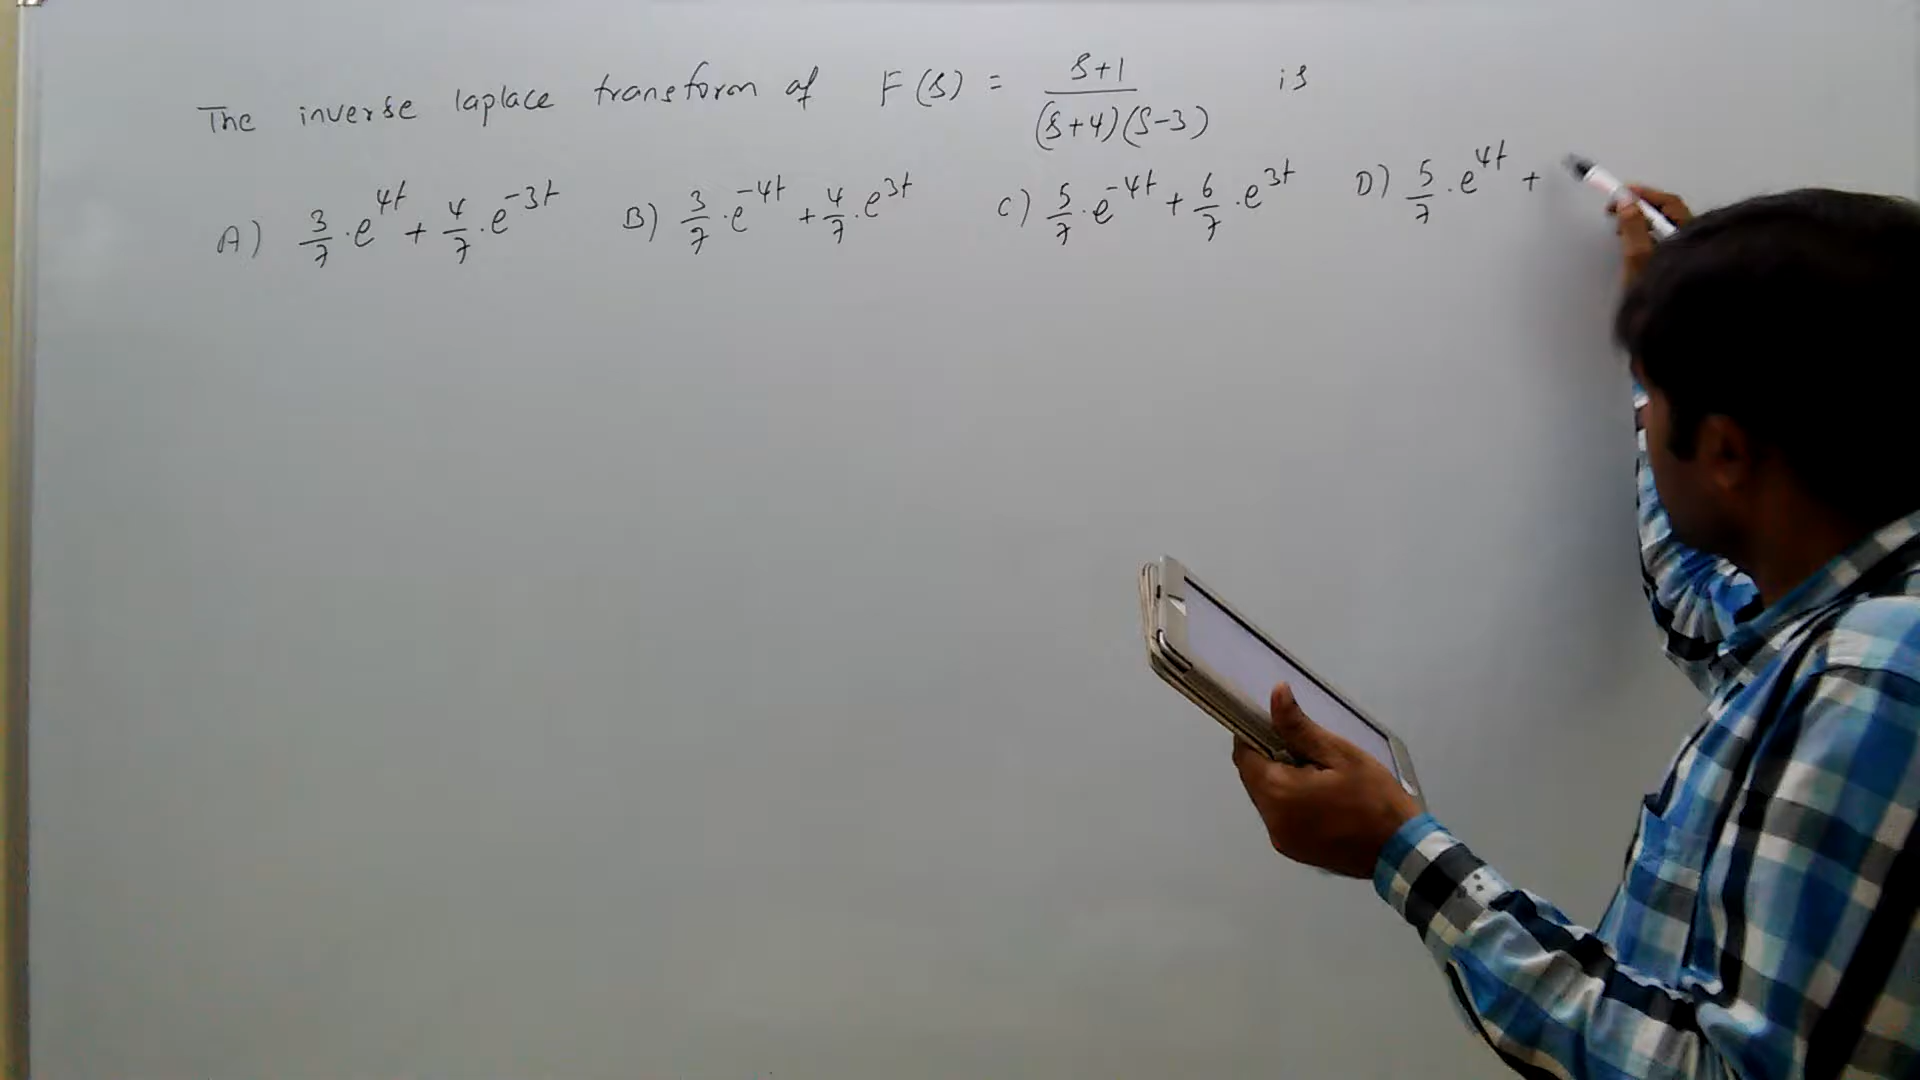 The inverse laplace transform of F(s) = s+1 / (s+4)(s-3) is
A) 3/7 . e^4t + 4/7 . e^-3t B) 3/7 . e^-4t + 4/7 . e^3t C) 5/7 . e^-4t + 6/7 . e^3t D) 5/7 . e^4t +